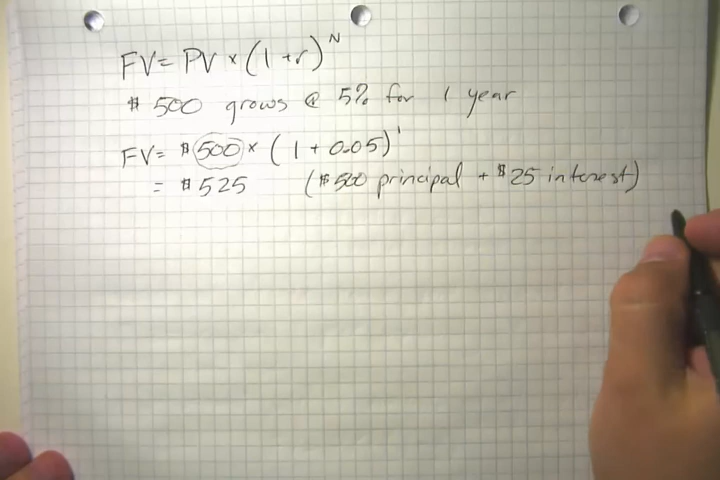 FV = PV × (1 + r)^N
$ 500 grows @ 5% for 1 year
FV = $500 × (1 + 0.05)^1
= $525 ($500 principal + $25 interest)